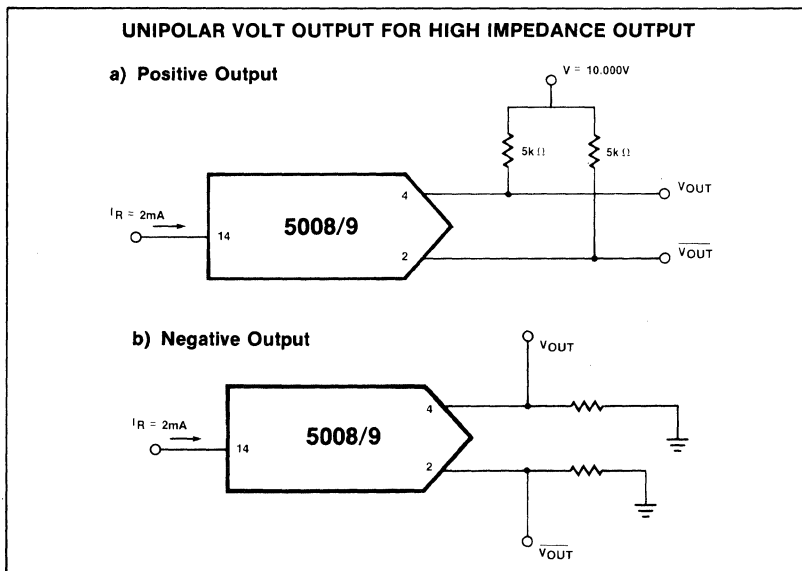 UNIPOLAR VOLT OUTPUT FOR HIGH IMPEDANCE OUTPUT
a) Positive Output
V = 10.000V
5kΩ
5kΩ
4
VOUT
IR = 2mA
14
5008/9
2
VOUT
b) Negative Output
VOUT
4
IR = 2mA
14
5008/9
2
VOUT